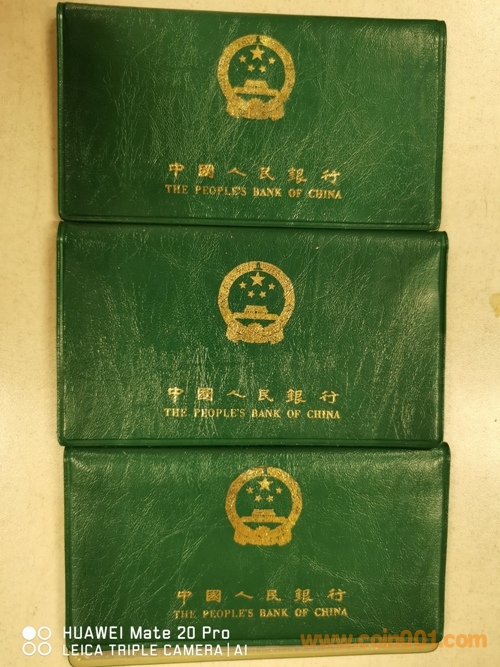 中國人民銀行
THE PEOPLE'S BANK OF CHINA
中國人民銀行
THE PEOPLE'S BANK OF CHINA
中國人民銀行
THE PEOPLE'S BANK OF CHINA
HUAWEI Mate 20 Pro
LEICA TRIPLE CAMERA | AI
www.coin001.com